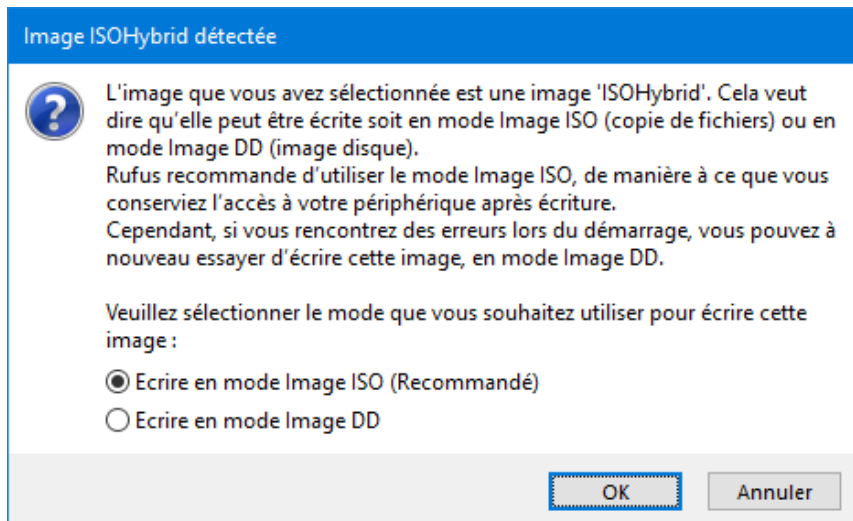 Image ISOHybrid détectée
L'image que vous avez sélectionnée est une image 'ISOHybrid'. Cela veut
dire qu'elle peut être écrite soit en mode Image ISO (copie de fichiers) ou en
mode Image DD (image disque).
Rufus recommande d'utiliser le mode Image ISO, de manière à ce que vous
conserviez l'accès à votre périphérique après écriture.
Cependant, si vous rencontrez des erreurs lors du démarrage, vous pouvez à
nouveau essayer d'écrire cette image, en mode Image DD.
Veuillez sélectionner le mode que vous souhaitez utiliser pour écrire cette
image :
Ecrire en mode Image ISO (Recommandé)
Ecrire en mode Image DD
OK
Annuler